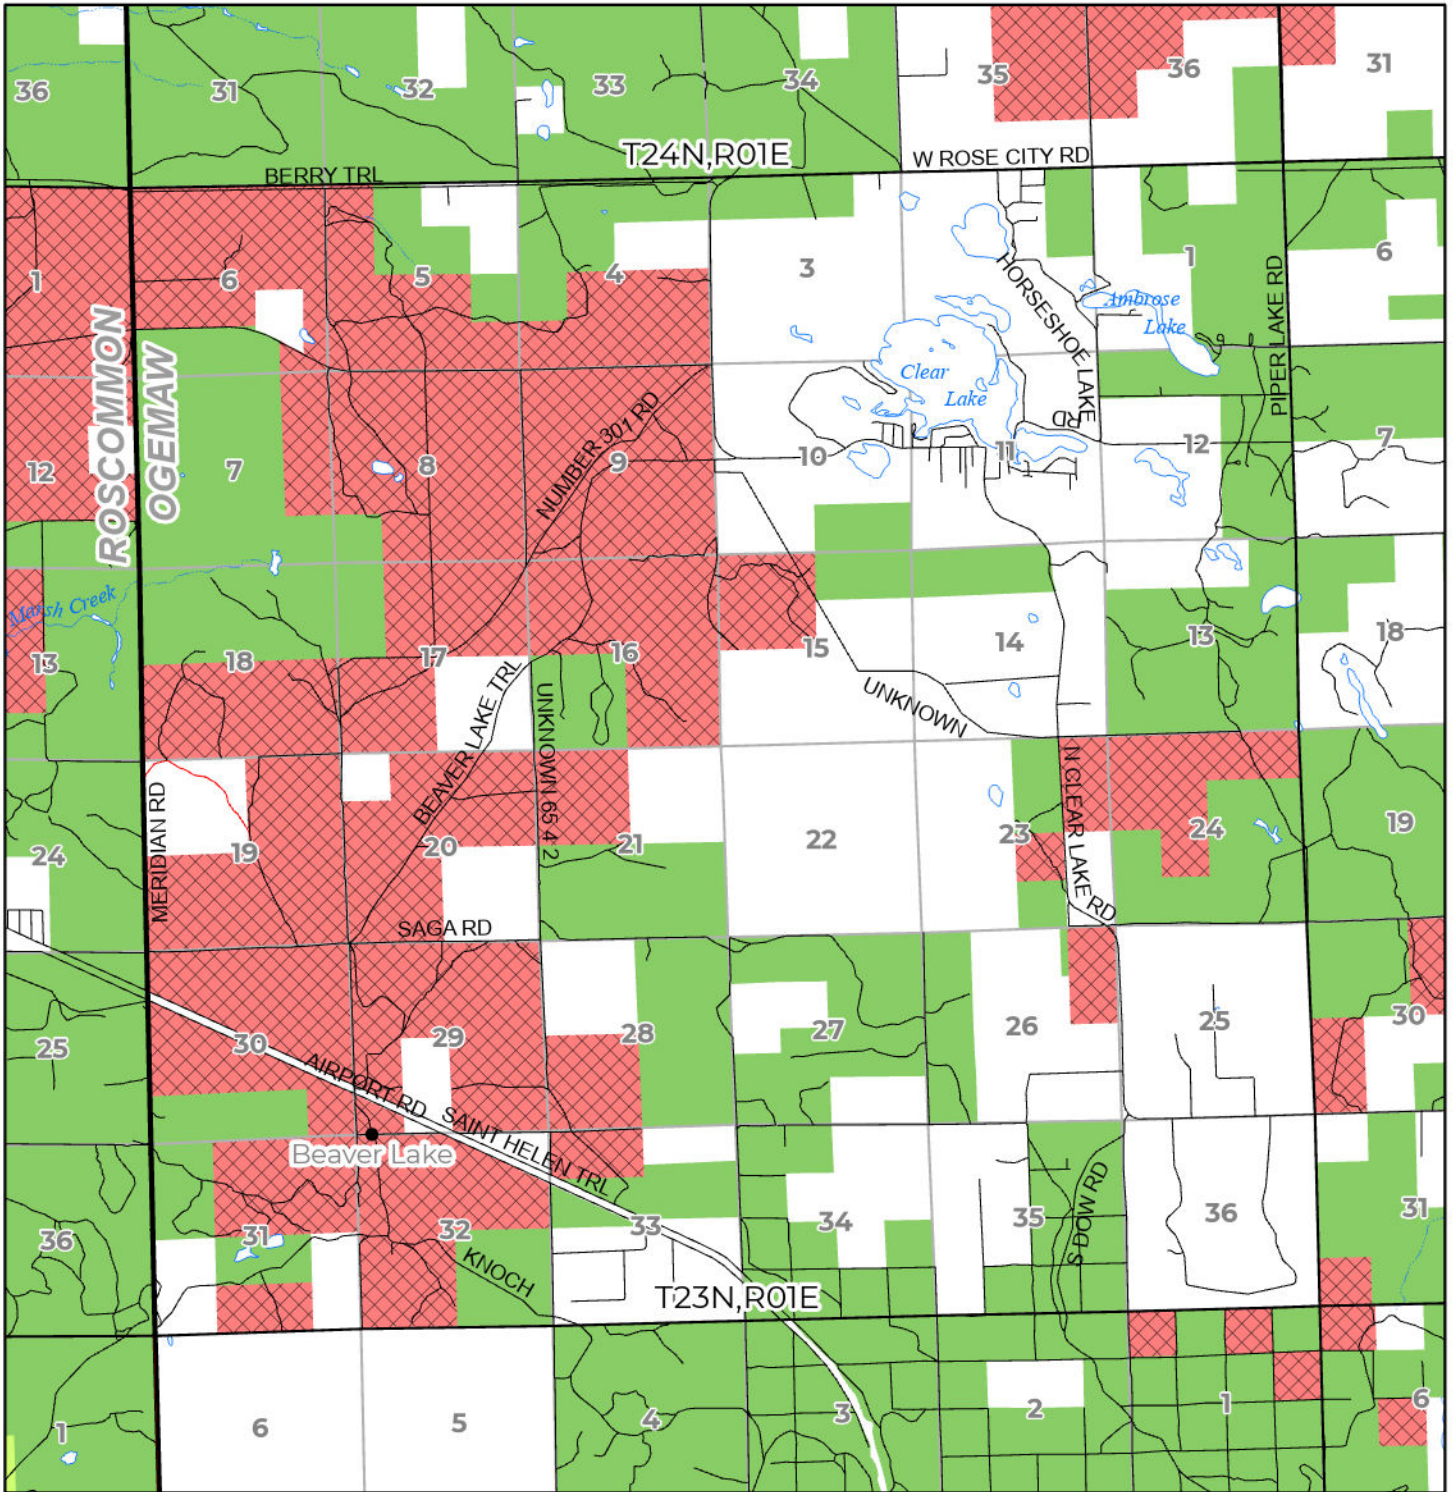 36
31
32
33
34
35
36
31
T24N,R01E
W ROSE CITY RD
BERRY TRL
1
6
5
4
3
1
6
HORSESHOE LAKE
RD
Ambrose
Lake
PIPER LAKE RD
ROSCOMMON
OGEMAW
Clear
Lake
NUMBER 301 RD
12
7
8
9
10
11
12
7
Marsh Creek
13
18
17
16
15
14
13
18
BEAVER LAKE TRL
UNKNOWN 65 4 2
UNKNOWN
MERIDIAN RD
N CLEAR LAKE RD
24
19
20
21
22
23
24
19
SAGA RD
25
30
29
28
27
26
25
30
AIRPORT RD
SAINT HELEN TRL
Beaver Lake
36
31
32
33
34
35
36
31
KNOCH
S DOW RD
T23N,R01E
1
6
5
4
3
2
1
6